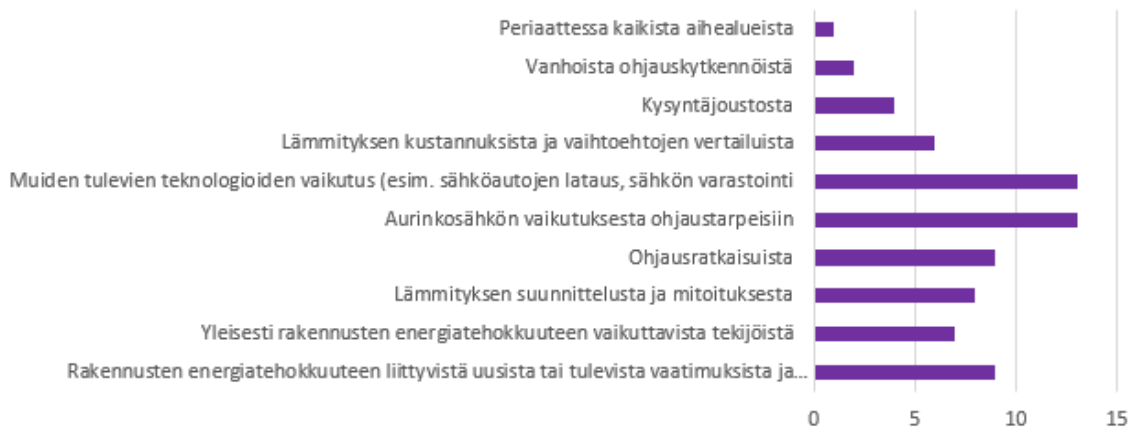 Periaattessa kaikista aihealueista
Vanhoista ohjauskytkennöistä
Kysyntäjoustosta
Lämmityksen kustannuksista ja vaihtoehtojen vertailuista
Muiden tulevien teknologioiden vaikutus (esim. sähköautojen lataus, sähkön varastointi
Aurinkosähkön vaikutuksesta ohjaustarpeisiin
Ohjausratkaisuista
Lämmityksen suunnittelusta ja mitoituksesta
Yleisesti rakennusten energiatehokkuuteen vaikuttavista tekijöistä
Rakennusten energiatehokkuuteen liittyvistä uusista tai tulevista vaatimuksista ja...
0 5 10 15